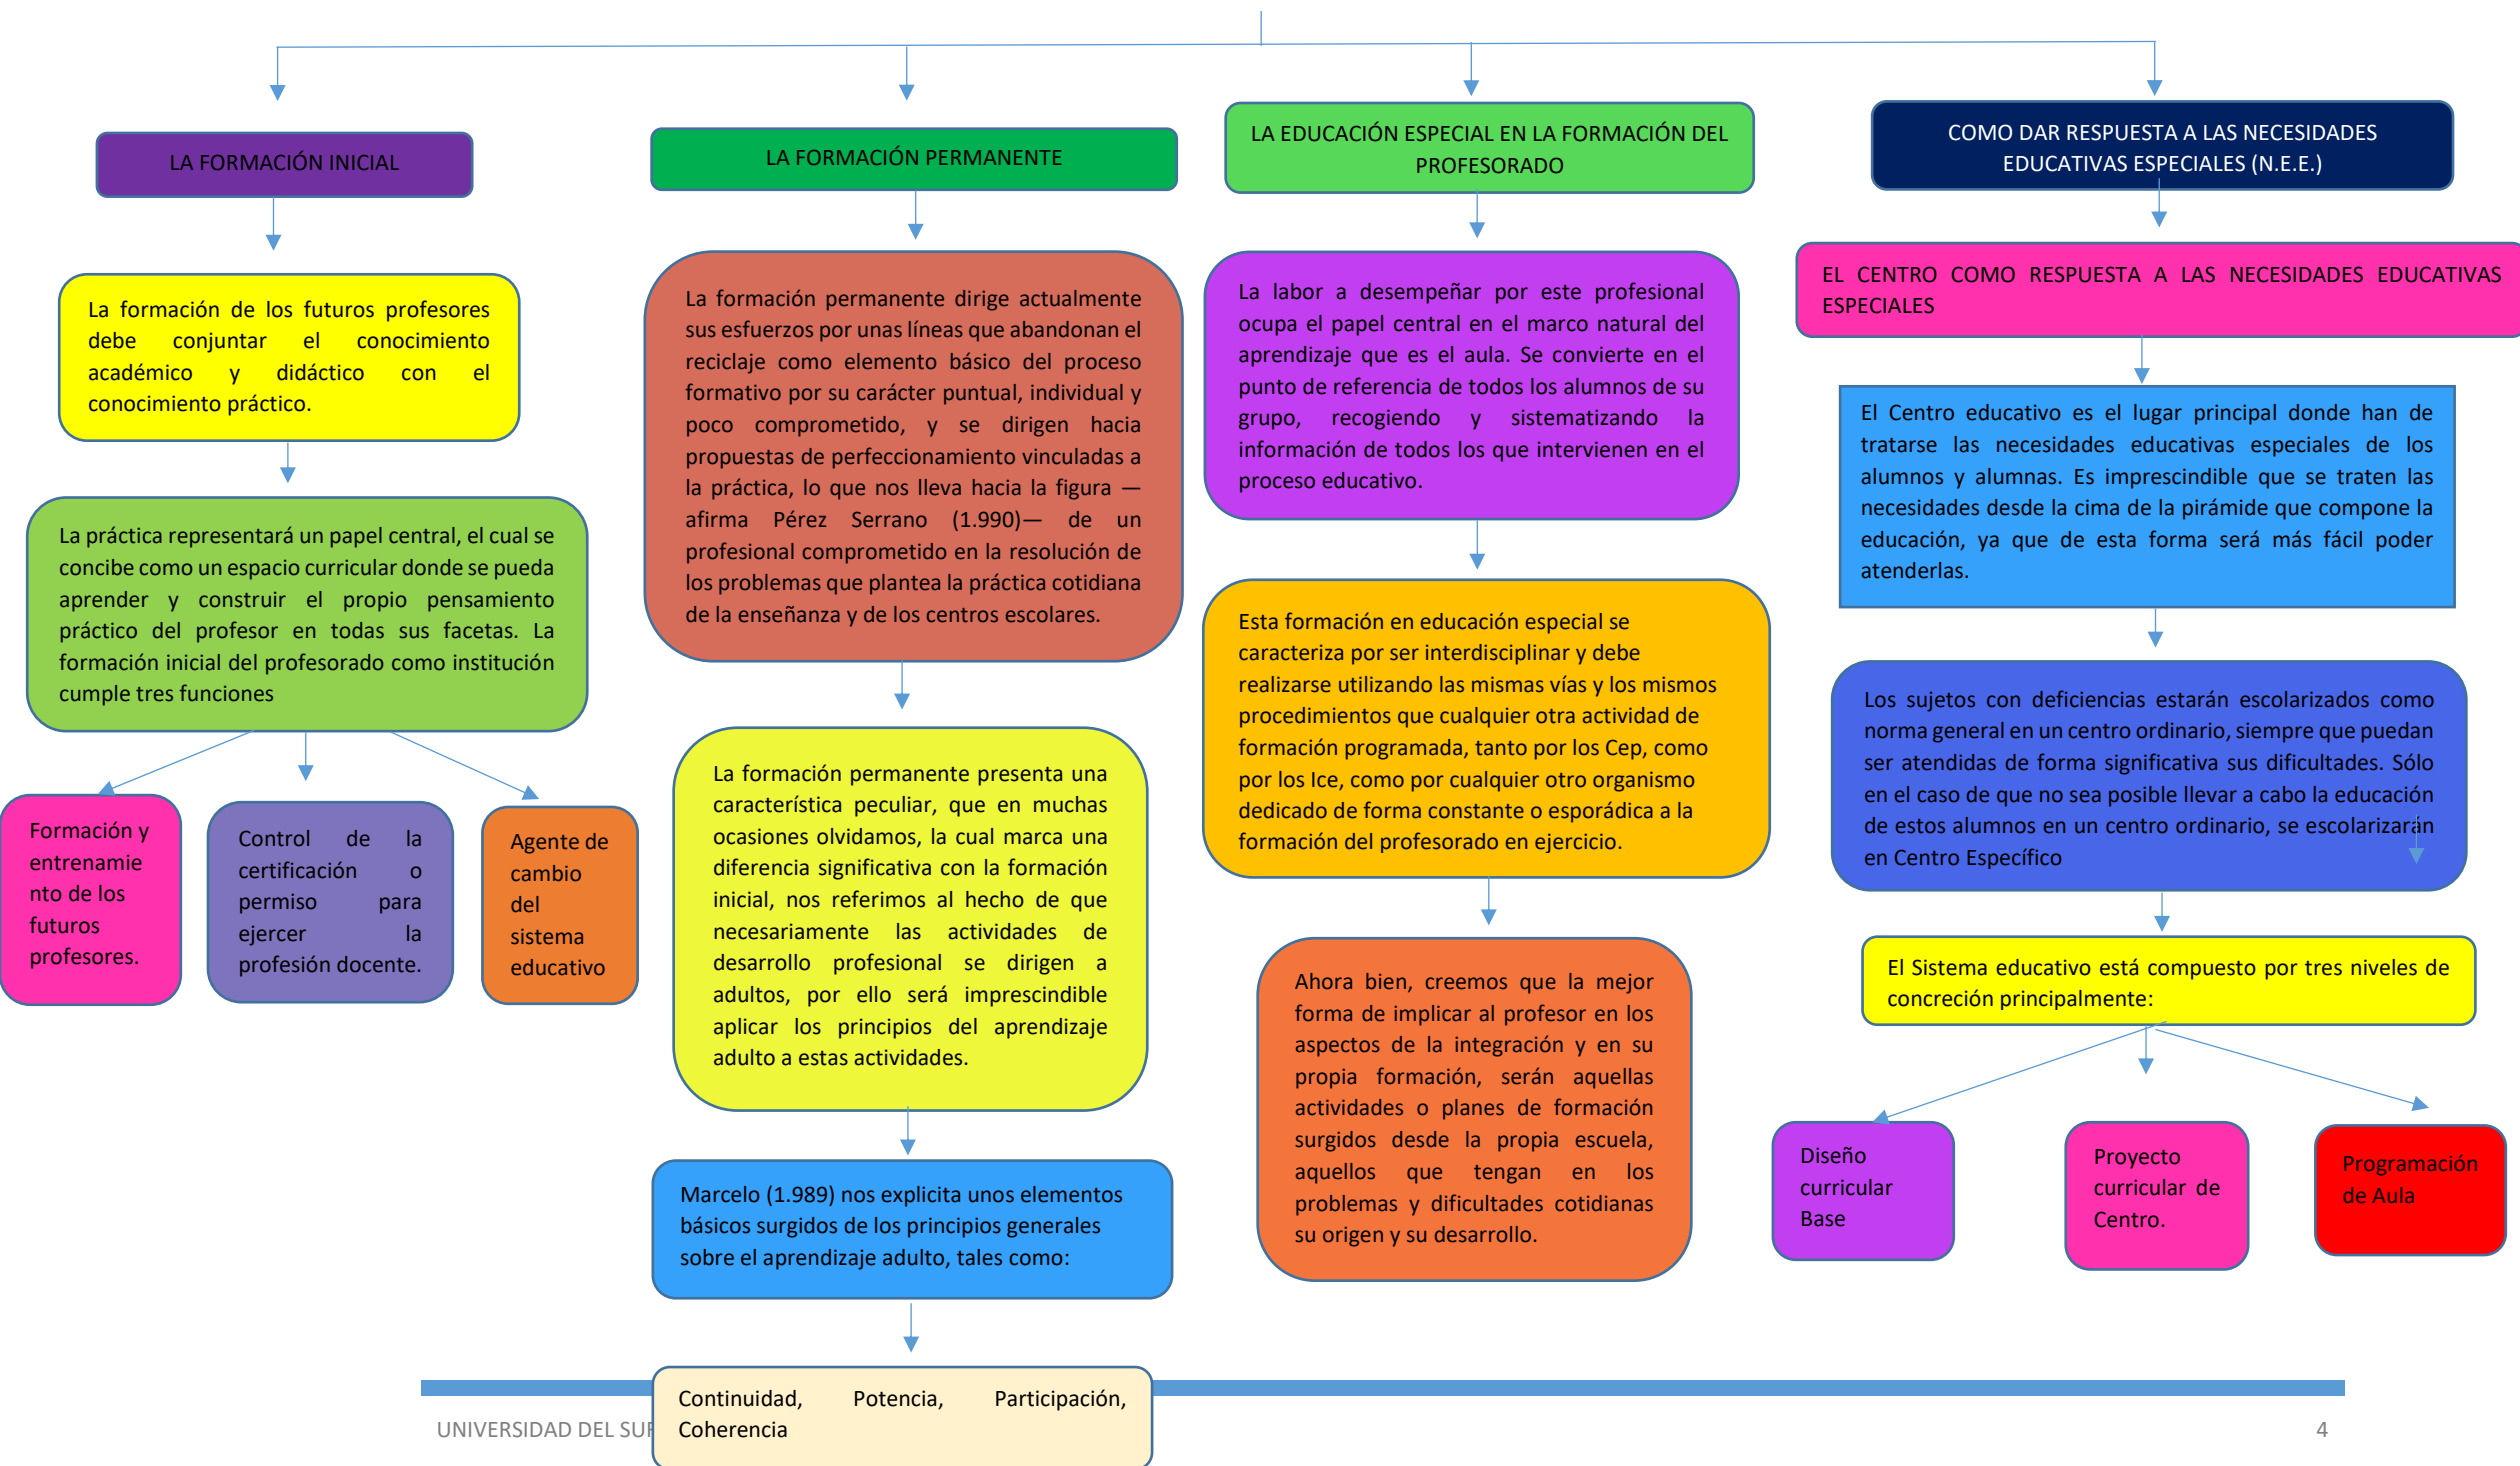 LA FORMACIÓN INICIAL
La formación de los futuros profesores
debe conjuntar el conocimiento
académico y didáctico con el
conocimiento práctico.
La práctica representará un papel central, el cual se
concibe como un espacio curricular donde se pueda
aprender y construir el propio pensamiento
práctico del profesor en todas sus facetas. La
formación inicial del profesorado como institución
cumple tres funciones
Formación y
entrenamie
nto de los
futuros
profesores.
Control de la
certificación o
permiso para
ejercer la
profesión docente.
Agente de
cambio
del
sistema
educativo
LA FORMACIÓN PERMANENTE
La formación permanente dirige actualmente
sus esfuerzos por unas líneas que abandonan el
reciclaje como elemento básico del proceso
formativo por su carácter puntual, individual y
poco comprometido, y se dirigen hacia
propuestas de perfeccionamiento vinculadas a
la práctica, lo que nos lleva hacia la figura —
afirma Pérez Serrano (1.990)— de un
profesional comprometido en la resolución de
los problemas que plantea la práctica cotidiana
de la enseñanza y de los centros escolares.
La formación permanente presenta una
característica peculiar, que en muchas
ocasiones olvidamos, la cual marca una
diferencia significativa con la formación
inicial, nos referimos al hecho de que
necesariamente las actividades de
desarrollo profesional se dirigen a
adultos, por ello será imprescindible
aplicar los principios del aprendizaje
adulto a estas actividades.
Marcelo (1.989) nos explicita unos elementos
básicos surgidos de los principios generales
sobre el aprendizaje adulto, tales como:
Continuidad, Potencia, Participación,
Coherencia
LA EDUCACIÓN ESPECIAL EN LA FORMACIÓN DEL
PROFESORADO
La labor a desempeñar por este profesional
ocupa el papel central en el marco natural del
aprendizaje que es el aula. Se convierte en el
punto de referencia de todos los alumnos de su
grupo, recogiendo y sistematizando la
información de todos los que intervienen en el
proceso educativo.
Esta formación en educación especial se
caracteriza por ser interdisciplinar y debe
realizarse utilizando las mismas vías y los mismos
procedimientos que cualquier otra actividad de
formación programada, tanto por los Cep, como
por los Ice, como por cualquier otro organismo
dedicado de forma constante o esporádica a la
formación del profesorado en ejercicio.
Ahora bien, creemos que la mejor
forma de implicar al profesor en los
aspectos de la integración y en su
propia formación, serán aquellas
actividades o planes de formación
surgidos desde la propia escuela,
aquellos que tengan en los
problemas y dificultades cotidianas
su origen y su desarrollo.
COMO DAR RESPUESTA A LAS NECESIDADES
EDUCATIVAS ESPECIALES (N.E.E.)
EL CENTRO COMO RESPUESTA A LAS NECESIDADES EDUCATIVAS
ESPECIALES
El Centro educativo es el lugar principal donde han de
tratarse las necesidades educativas especiales de los
alumnos y alumnas. Es imprescindible que se traten las
necesidades desde la cima de la pirámide que compone la
educación, ya que de esta forma será más fácil poder
atenderlas.
Los sujetos con deficiencias estarán escolarizados como
norma general en un centro ordinario, siempre que puedan
ser atendidas de forma significativa sus dificultades. Sólo
en el caso de que no sea posible llevar a cabo la educación
de estos alumnos en un centro ordinario, se escolarizarán
en Centro Específico
El Sistema educativo está compuesto por tres niveles de
concreción principalmente:
Diseño
curricular
Base
Proyecto
curricular de
Centro.
Programación
de Aula
UNIVERSIDAD DEL SUR
4